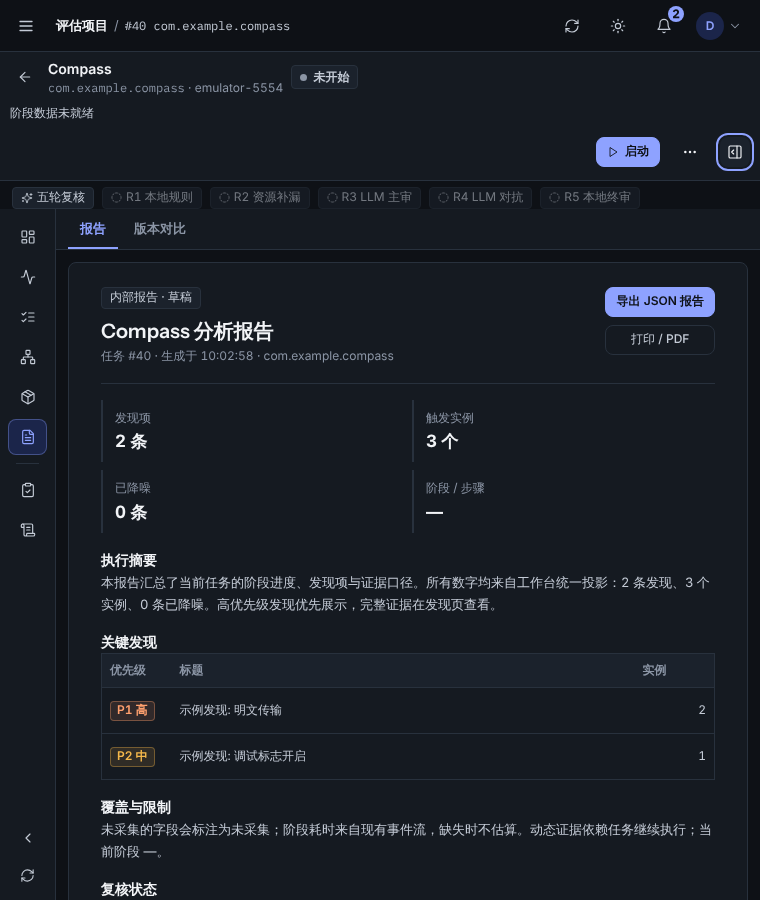 评估项目 / #40 com.example.compass
2
D
Compass
com.example.compass · emulator-5554
未开始
阶段数据未就绪
启动
五轮复核
R1 本地规则
R2 资源补漏
R3 LLM 主审
R4 LLM 对抗
R5 本地终审
报告
版本对比
内部报告 · 草稿
导出 JSON 报告
Compass 分析报告
打印 / PDF
任务 #40 · 生成于 10:02:58 · com.example.compass
发现项
2 条
触发实例
3 个
已降噪
0 条
阶段 / 步骤
—
执行摘要
本报告汇总了当前任务的阶段进度、发现项与证据口径。所有数字均来自工作台统一投影：2 条发现、3 个
实例、0 条已降噪。高优先级发现优先展示，完整证据在发现页查看。
关键发现
优先级 标题 实例
P1 高 示例发现: 明文传输 2
P2 中 示例发现: 调试标志开启 1
覆盖与限制
未采集的字段会标注为未采集；阶段耗时来自现有事件流，缺失时不估算。动态证据依赖任务继续执行；当
前阶段 —。
复核状态